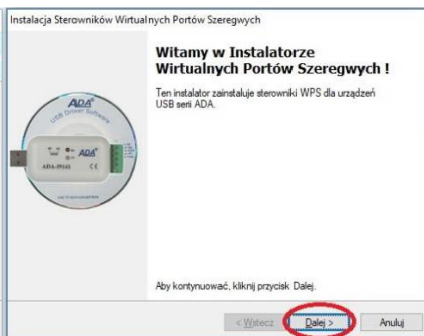 Instalacja Sterowników Wirtualnych Portów Szeregwych
Witamy w Instalatorze
Wirtualnych Portów Szeregwych !
Ten instalator zainstaluje sterowniki WPS dla urządzeń
USB serii ADA.
ADA
USB Driver Software
ADA
ADA-I9141
CE
Aby kontynuować, kliknij przycisk Dalej.
< Wstecz
Dalej >
Anuluj